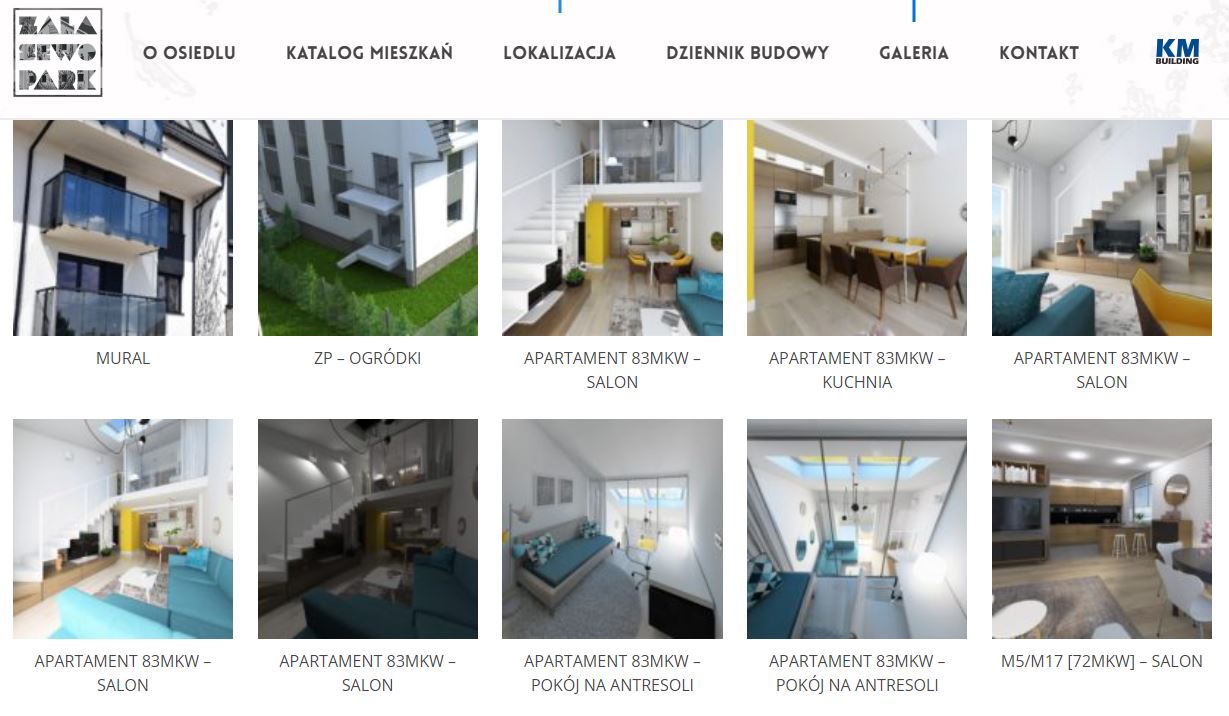 ZAŁA
SEWO
PARK
O OSIEDLU
KATALOG MIESZKAŃ
LOKALIZACJA
DZIENNIK BUDOWY
GALERIA
KONTAKT
KM
BUILDING
MURAL
ZP – OGRÓDKI
APARTAMENT 83MKW –
SALON
APARTAMENT 83MKW –
KUCHNIA
APARTAMENT 83MKW –
SALON
APARTAMENT 83MKW –
SALON
APARTAMENT 83MKW –
SALON
APARTAMENT 83MKW –
POKÓJ NA ANTRESOLI
APARTAMENT 83MKW –
POKÓJ NA ANTRESOLI
M5/M17 [72MKW] – SALON